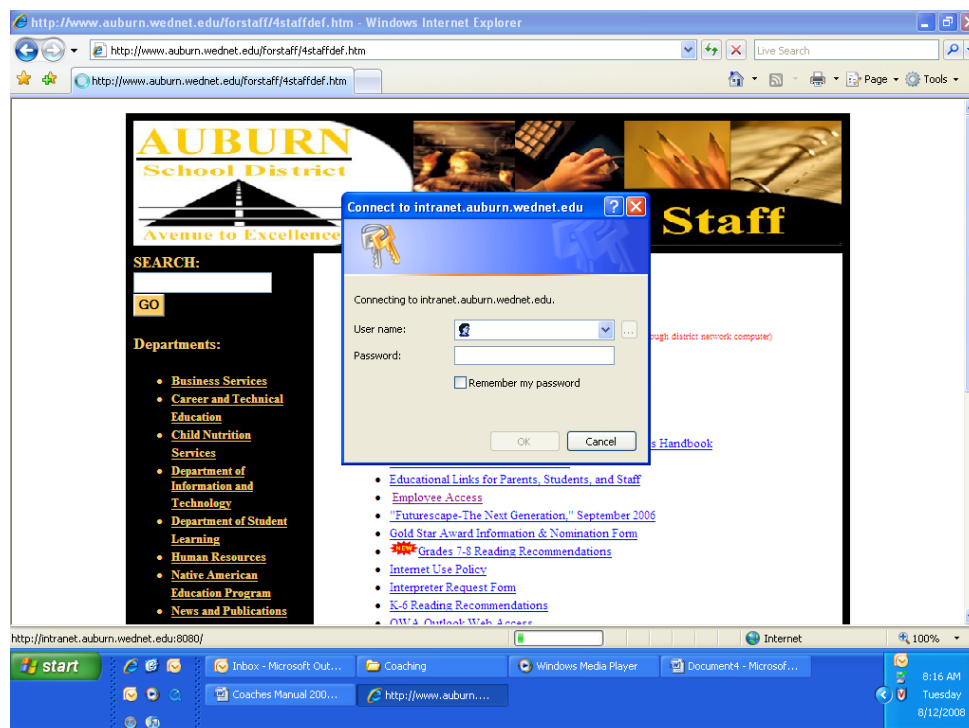 http://www.auburn.wednet.edu/forstaff/4staffdef.htm - Windows Internet Explorer
http://www.auburn.wednet.edu/forstaff/4staffdef.htm
Live Search
http://www.auburn.wednet.edu/forstaff/4staffdef.htm
Page
Tools
AUBURN
School District
Avenue to Excellence
Staff
Connect to intranet.auburn.wednet.edu
Connecting to intranet.auburn.wednet.edu.
User name:
Password:
Remember my password
OK
Cancel
SEARCH:
GO
Departments:
Business Services
Career and Technical
Education
Child Nutrition
Services
Department of
Information and
Technology
Department of Student
Learning
Human Resources
Native American
Education Program
News and Publications
through district network computer)
Handbook
Educational Links for Parents, Students, and Staff
Employee Access
"Futurescape-The Next Generation," September 2006
Gold Star Award Information & Nomination Form
NEW Grades 7-8 Reading Recommendations
Internet Use Policy
Interpreter Request Form
K-6 Reading Recommendations
OWA Outlook Web Access
http://intranet.auburn.wednet.edu:8080/
Internet
100%
start
Inbox - Microsoft Out...
Coaching
Windows Media Player
Document4 - Microsof...
8:16 AM
Coaches Manual 200...
http://www.auburn....
Tuesday
8/12/2008